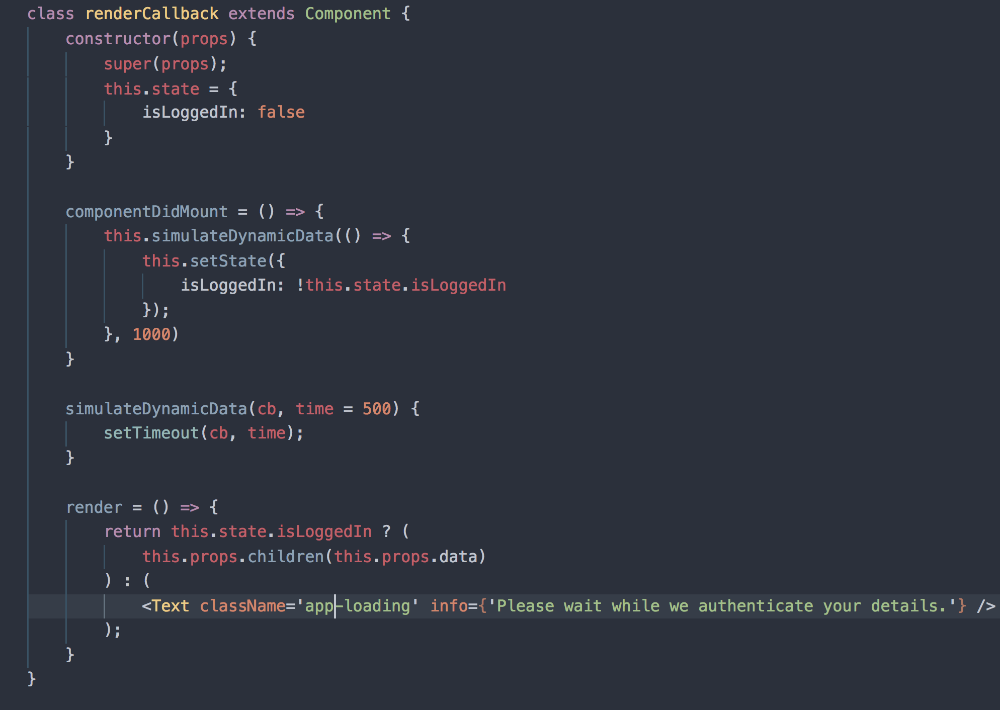 class renderCallback extends Component {
    constructor(props) {
        super(props);
        this.state = {
            isLoggedIn: false
        }
    }

    componentDidMount = () => {
        this.simulateDynamicData(() => {
            this.setState({
                isLoggedIn: !this.state.isLoggedIn
            });
        }, 1000)
    }

    simulateDynamicData(cb, time = 500) {
        setTimeout(cb, time);
    }

    render = () => {
        return this.state.isLoggedIn ? (
            this.props.children(this.props.data)
        ) : (
            <Text className='app-loading' info={'Please wait while we authenticate your details.'} />
        );
    }
}